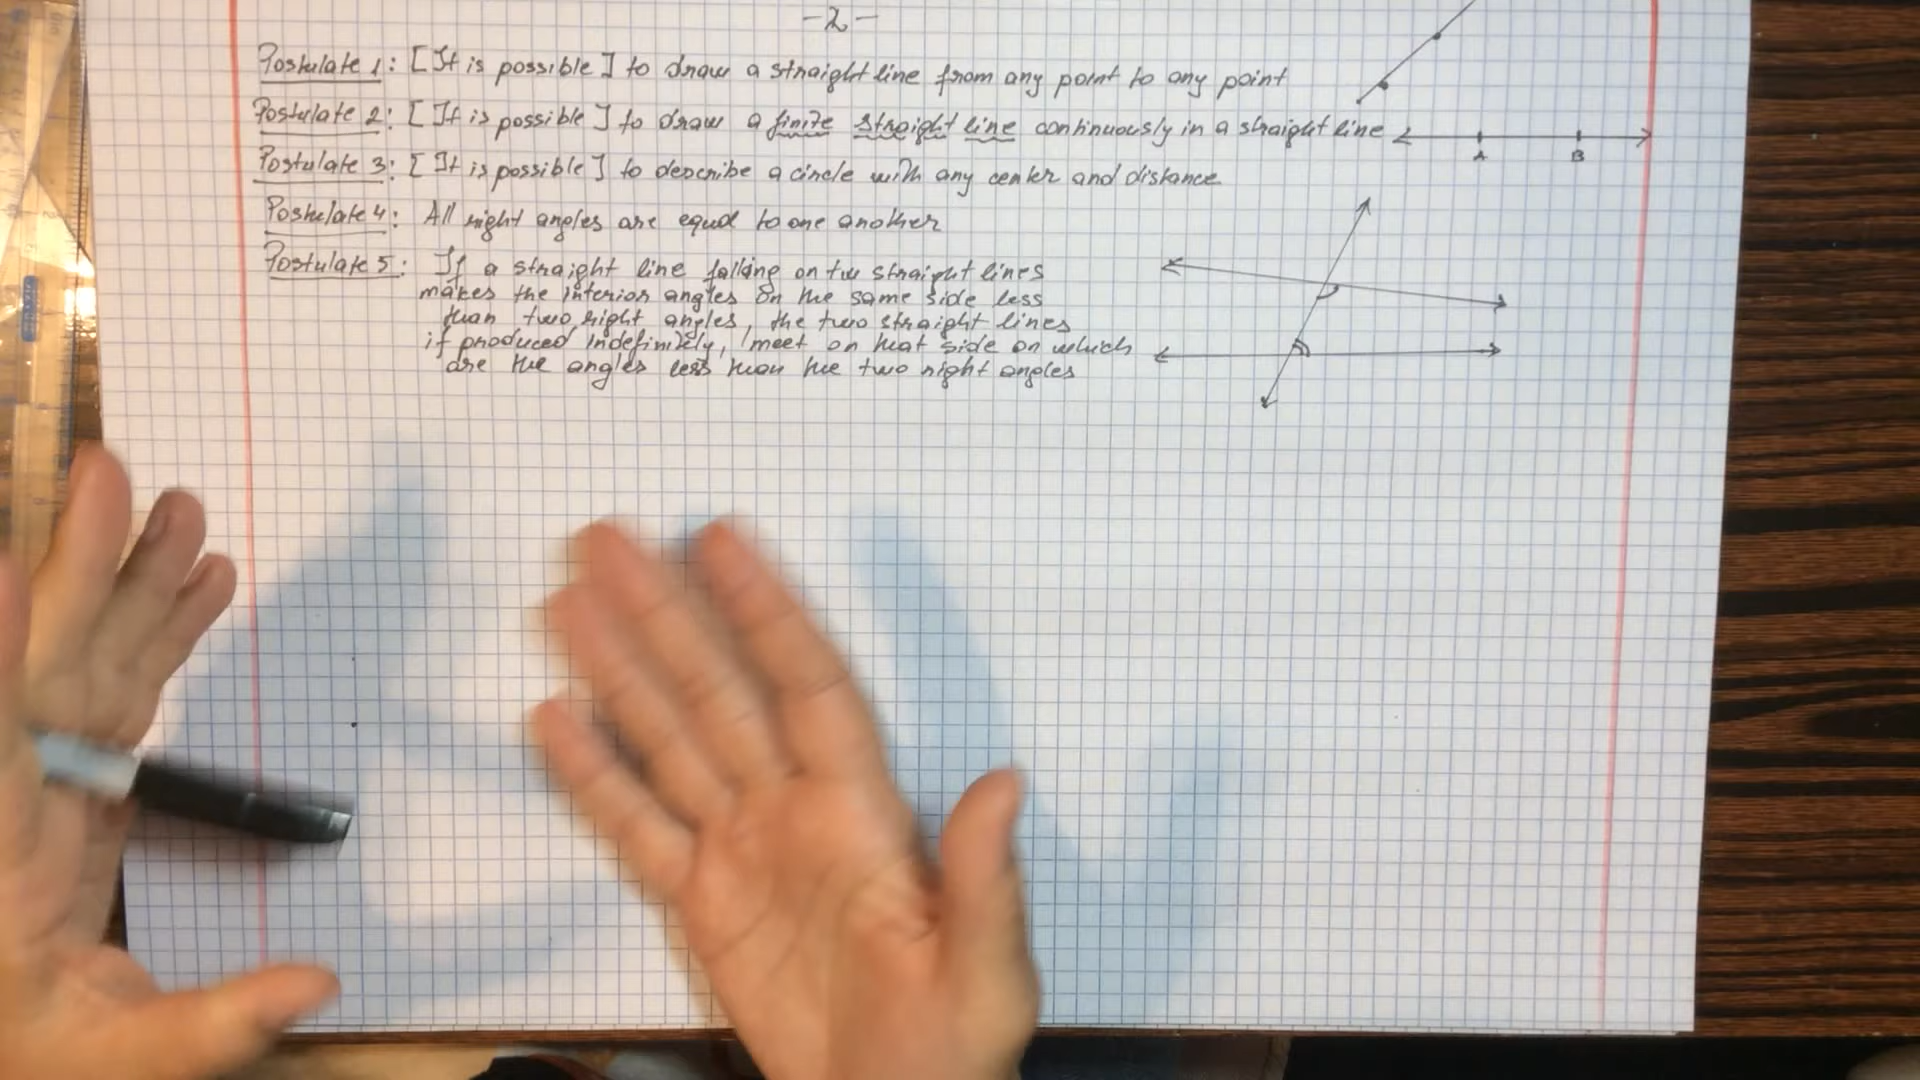 -2-
Postulate 1: [It is possible] to draw a straight line from any point to any point
Postulate 2: [It is possible] to draw a finite straight line continuously in a straight line
A B
Postulate 3: [It is possible] to describe a circle with any center and distance
Postulate 4: All right angles are equal to one another
Postulate 5: If a straight line falling on two straight lines
makes the interior angles on the same side less
than two right angles, the two straight lines
if produced indefinitely, meet on that side on which
are the angles less than the two right angles